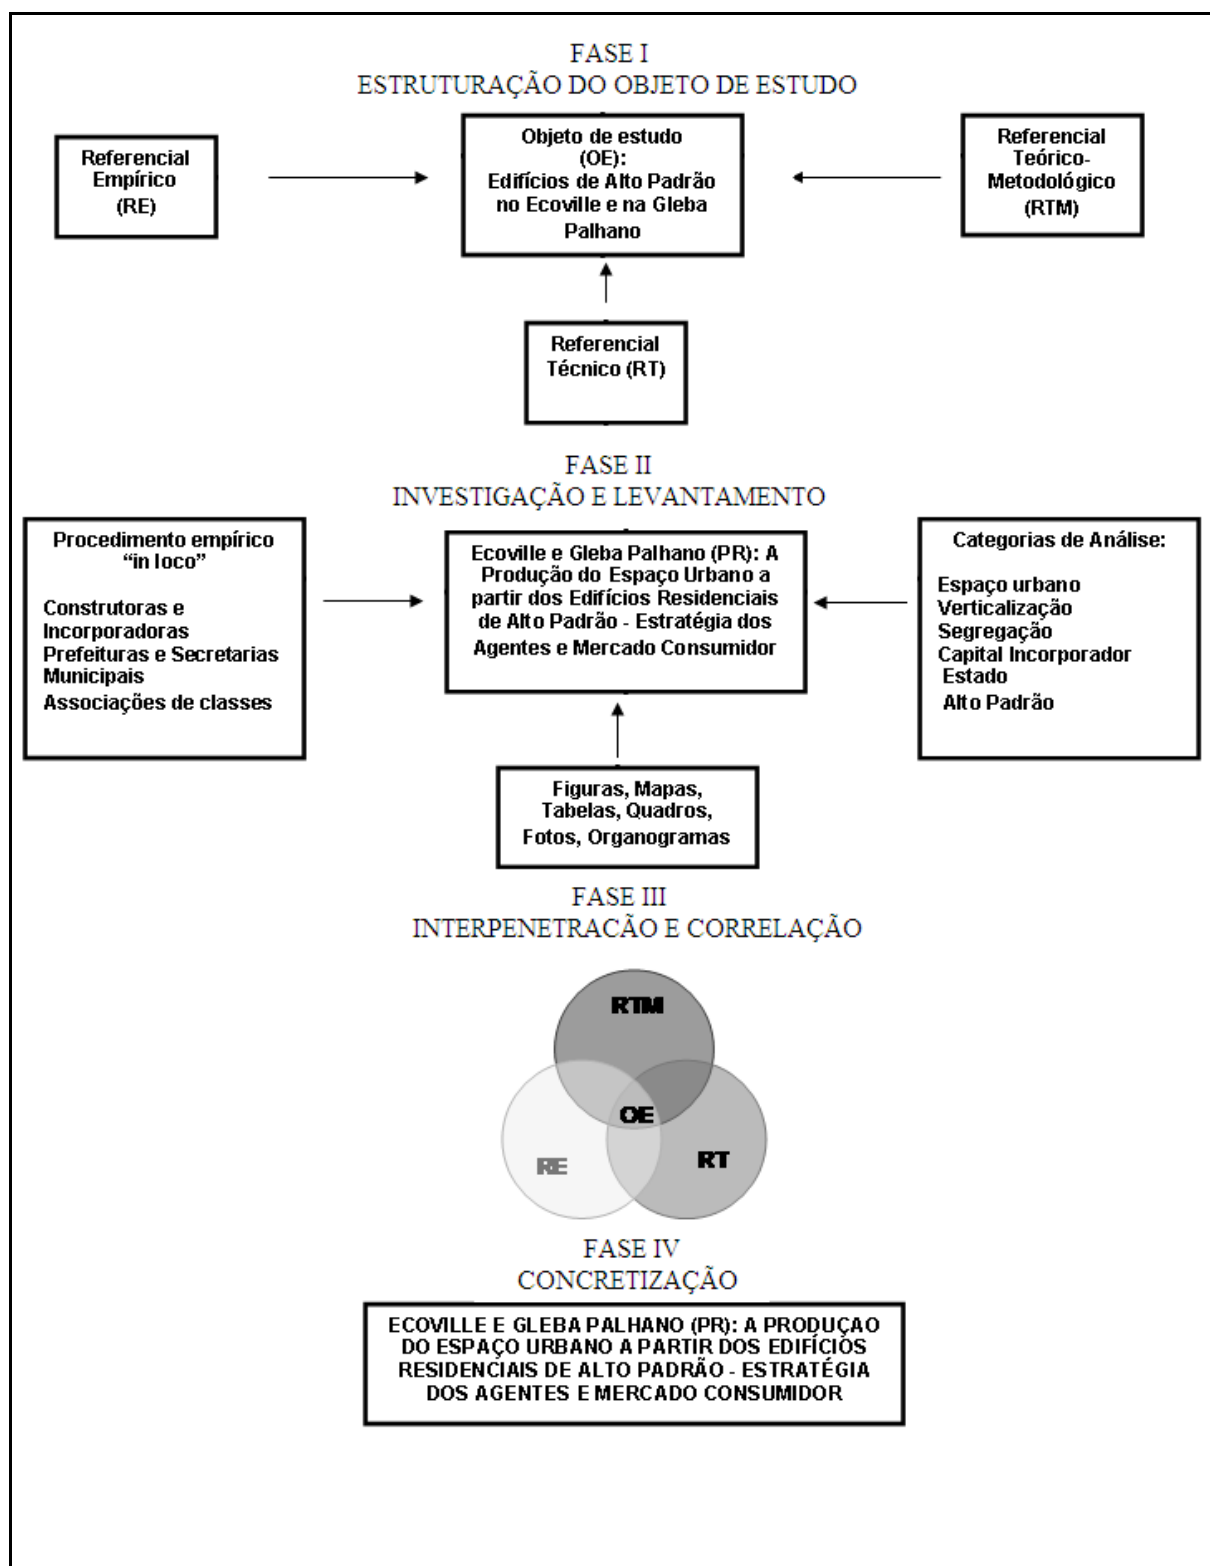 FASE I
ESTRUTURAÇÃO DO OBJETO DE ESTUDO
Referencial
Empírico
(RE)
Objeto de estudo
(OE):
Edifícios de Alto Padrão
no Ecoville e na Gleba
Palhano
Referencial
Teórico-
Metodológico
(RTM)
Referencial
Técnico (RT)
FASE II
INVESTIGAÇÃO E LEVANTAMENTO
Procedimento empírico
“in loco”
Construtoras e
Incorporadoras
Prefeituras e Secretarias
Municipais
Associações de classes
Ecoville e Gleba Palhano (PR): A
Produção do Espaço Urbano a
partir dos Edifícios Residenciais
de Alto Padrão - Estratégia dos
Agentes e Mercado Consumidor
Categorias de Análise:
Espaço urbano
Verticalização
Segregação
Capital Incorporador
Estado
Alto Padrão
Figuras, Mapas,
Tabelas, Quadros,
Fotos, Organogramas
FASE III
INTERPENETRACÃO E CORRELAÇÃO
RTM
OE
RE
RT
FASE IV
CONCRETIZAÇÃO
ECOVILLE E GLEBA PALHANO (PR): A PRODUÇAO
DO ESPAÇO URBANO A PARTIR DOS EDIFÍCIOS
RESIDENCIAIS DE ALTO PADRÃO - ESTRATÉGIA
DOS AGENTES E MERCADO CONSUMIDOR